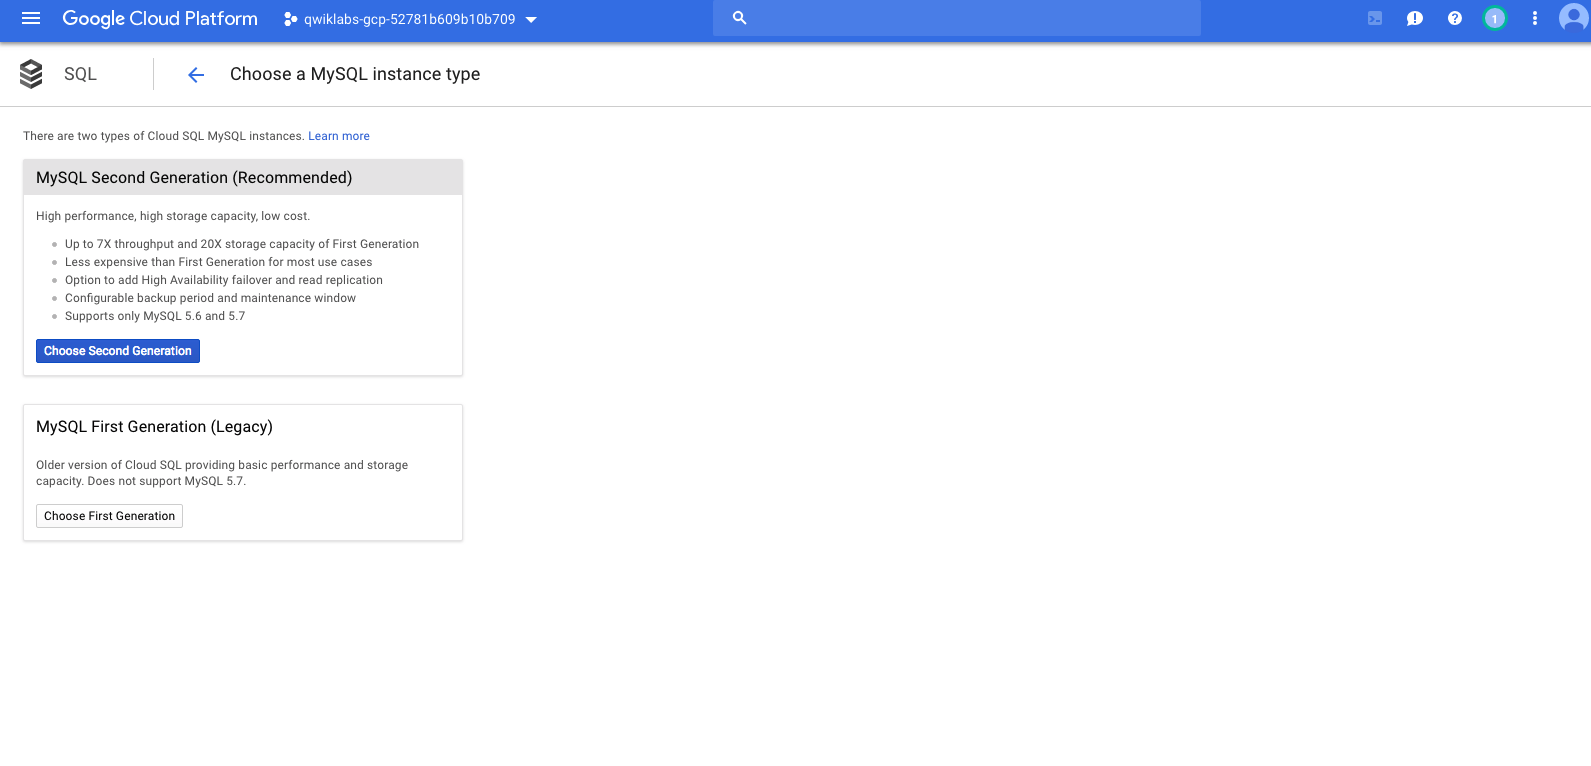 Google Cloud Platform
qwiklabs-gcp-52781b609b10b709
1
SQL
Choose a MySQL instance type
There are two types of Cloud SQL MySQL instances. Learn more
MySQL Second Generation (Recommended)
High performance, high storage capacity, low cost.
Up to 7X throughput and 20X storage capacity of First Generation
Less expensive than First Generation for most use cases
Option to add High Availability failover and read replication
Configurable backup period and maintenance window
Supports only MySQL 5.6 and 5.7
Choose Second Generation
MySQL First Generation (Legacy)
Older version of Cloud SQL providing basic performance and storage
capacity. Does not support MySQL 5.7.
Choose First Generation